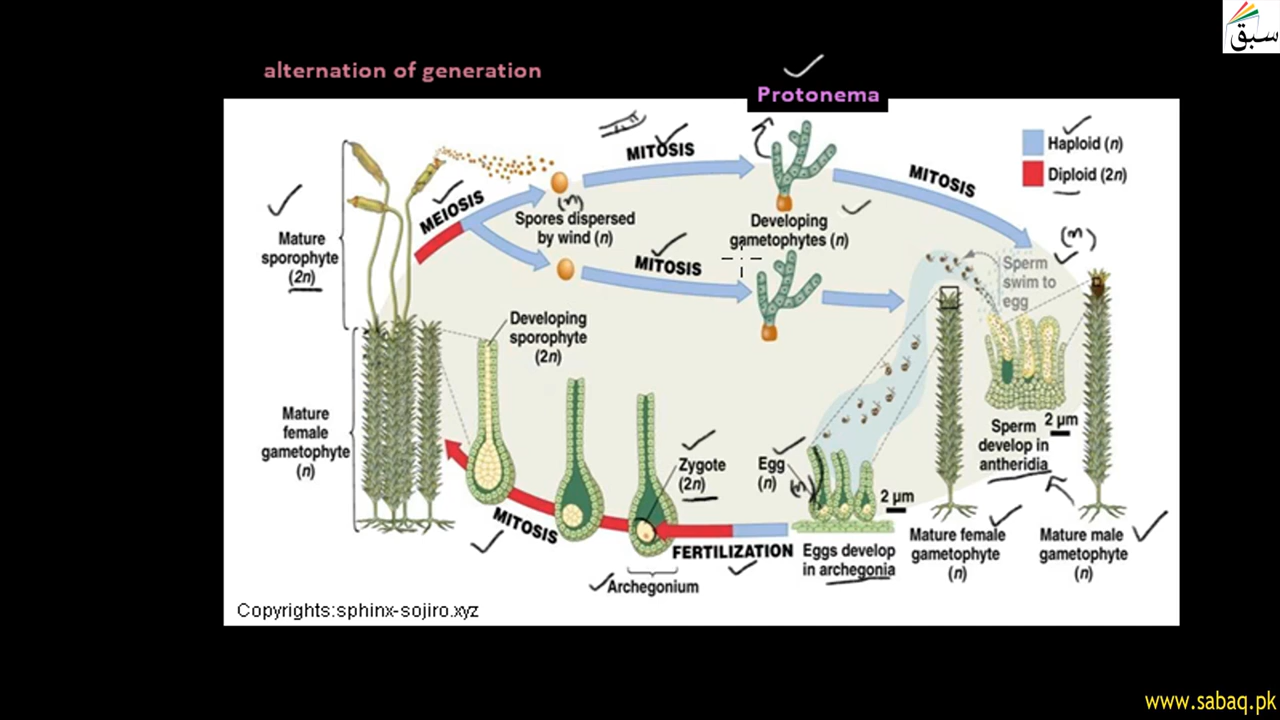 سبق
alternation of generation
Protonema
Haploid (n)
Diploid (2n)
MITOSIS
MITOSIS
MEIOSIS
(n)
Spores dispersed
by wind (n)
Developing
gametophytes (n)
(n)
Mature
sporophyte
(2n)
MITOSIS
Sperm
swim to
egg
Developing
sporophyte
(2n)
Mature
female
gametophyte
(n)
Zygote
(2n)
Egg
(n)
(n)
2 µm
Sperm
develop in
antheridia
2 µm
MITOSIS
FERTILIZATION
Archegonium
Eggs develop
in archegonia
Mature female
gametophyte
(n)
Mature male
gametophyte
(n)
Copyrights:sphinx-sojiro.xyz
www.sabaq.pk